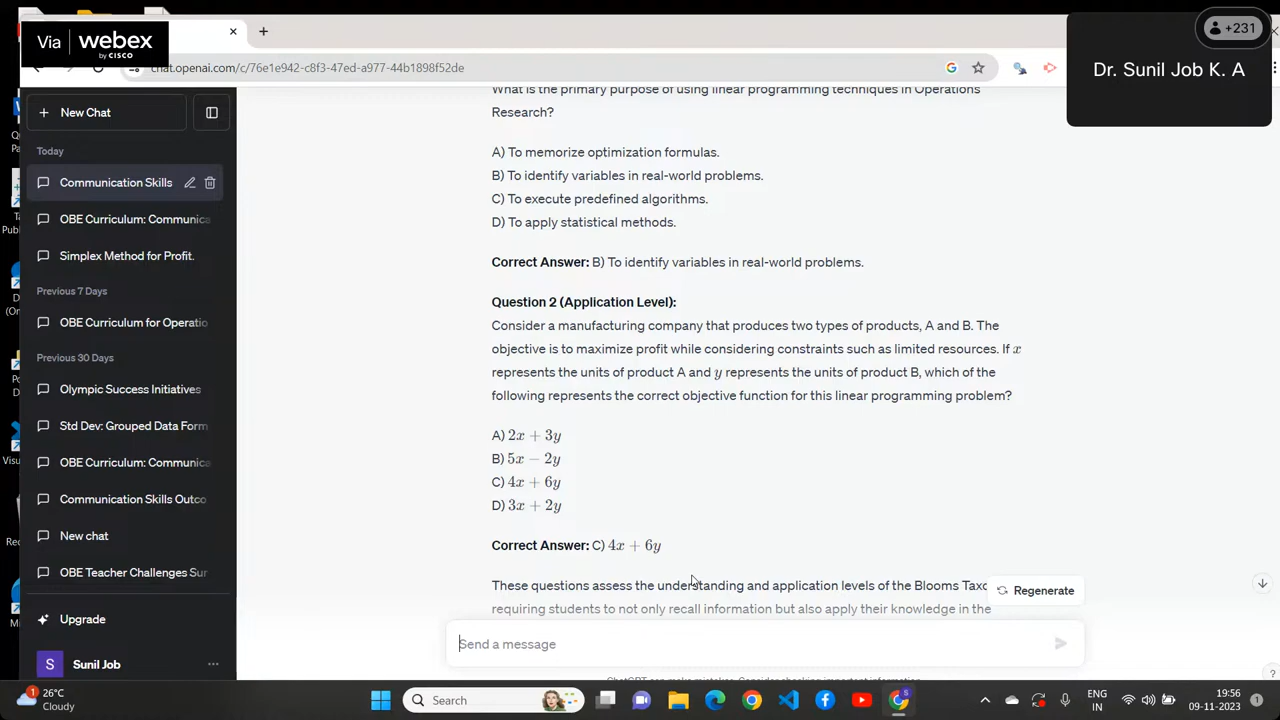 Via webex
by CISCO
+231
Dr. Sunil Job K. A
chat.openai.com/c/76e1e942-c8f3-47ed-a977-44b1898f52de
New Chat
Today
Communication Skills
OBE Curriculum: Communica
Simplex Method for Profit.
Previous 7 Days
OBE Curriculum for Operatio
Previous 30 Days
Olympic Success Initiatives
Std Dev: Grouped Data Form
OBE Curriculum: Communica
Communication Skills Outco
New chat
OBE Teacher Challenges Sur
Upgrade
S Sunil Job
What is the primary purpose of using linear programming techniques in Operations
Research?
A) To memorize optimization formulas.
B) To identify variables in real-world problems.
C) To execute predefined algorithms.
D) To apply statistical methods.
Correct Answer: B) To identify variables in real-world problems.
Question 2 (Application Level):
Consider a manufacturing company that produces two types of products, A and B. The
objective is to maximize profit while considering constraints such as limited resources. If x
represents the units of product A and y represents the units of product B, which of the
following represents the correct objective function for this linear programming problem?
A) 2x + 3y
B) 5x − 2y
C) 4x + 6y
D) 3x + 2y
Correct Answer: C) 4x + 6y
These questions assess the understanding and application levels of the Blooms Taxo
requiring students to not only recall information but also apply their knowledge in the
Regenerate
Send a message
?
26°C
Cloudy
Search
ENG
IN
19:56
09-11-2023